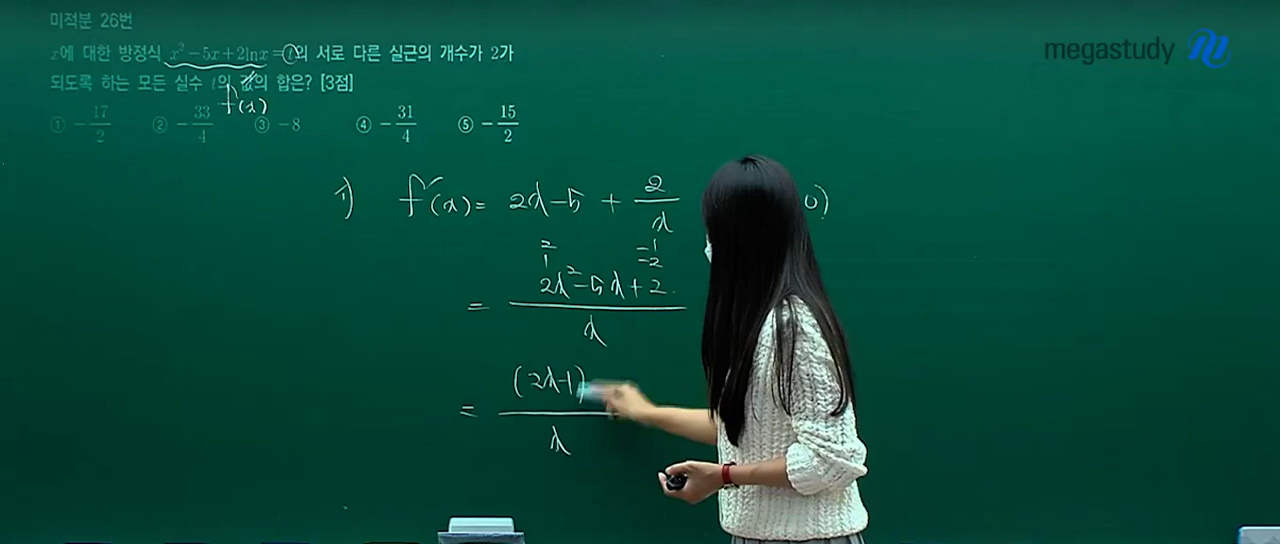 미적분 26번
megastudy
x에 대한 방정식 x² − 5x + 2lnx = t의 서로 다른 실근의 개수가 2가
되도록 하는 모든 실수 t의 값의 합은? [3점]
f(x)
① −17/2 ② −33/4 ③ −8 ④ −31/4 ⑤ −15/2
i) f'(x) = 2x−5 + 2/x 0)
2 −1
1 −2
= (2x²−5x+2)/x
= (2x−1)/x